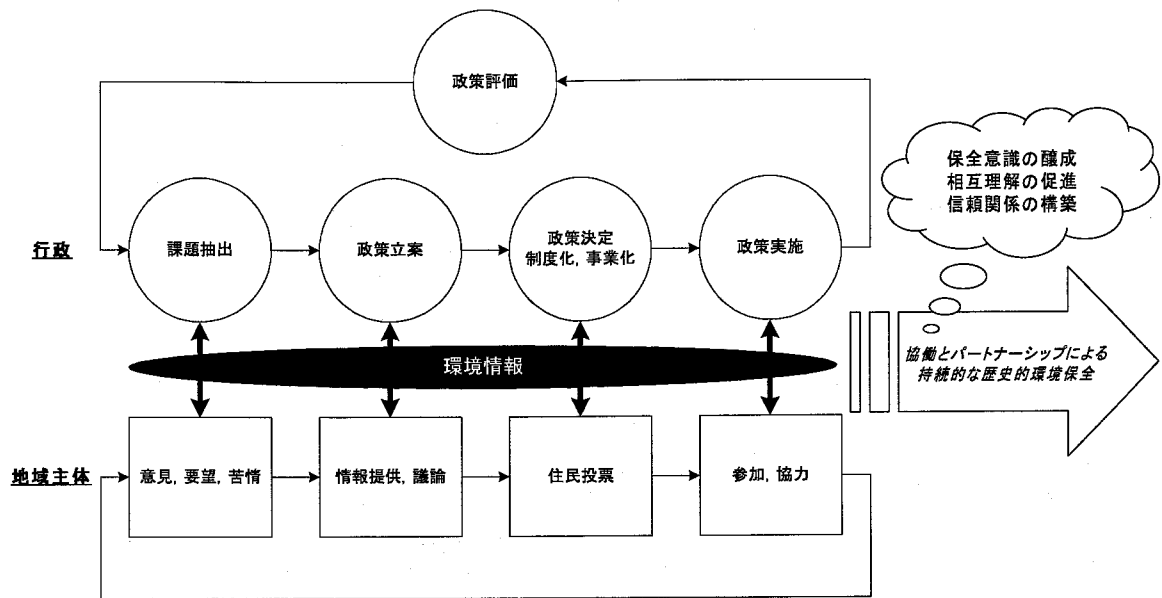 政策評価
保全意識の醸成
相互理解の促進
信頼関係の構築
行政
課題抽出
政策立案
政策決定
制度化, 事業化
政策実施
環境情報
協働とパートナーシップによる
持続的な歴史的環境保全
地域主体
意見, 要望, 苦情
情報提供, 議論
住民投票
参加, 協力